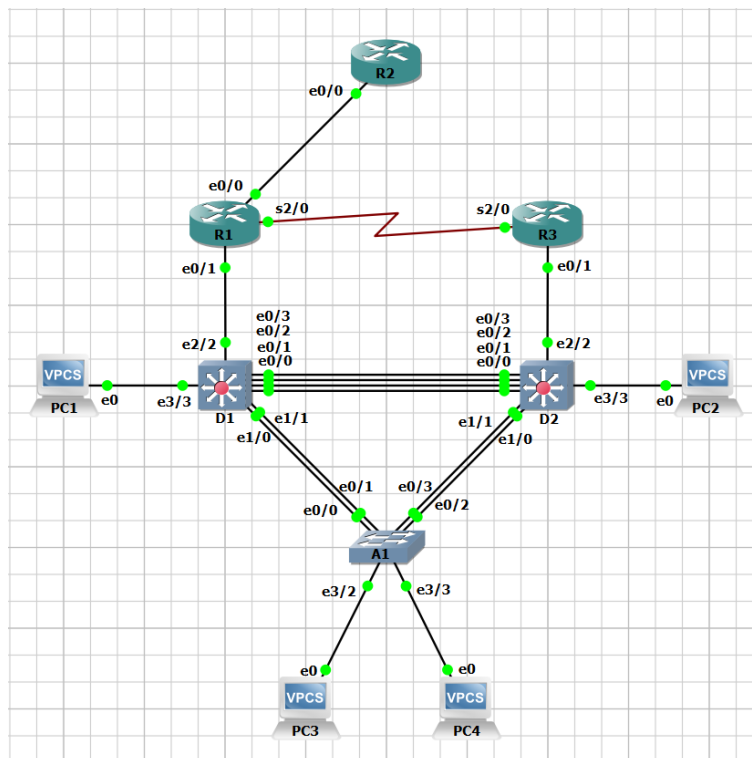 R2
e0/0
e0/0
s2/0
s2/0
R1
R3
e0/1
e0/1
e0/3
e0/2
e0/1
e0/0
e0/3
e0/2
e0/1
e0/0
e2/2
e2/2
VPCS
VPCS
e0
e3/3
e3/3
e0
PC1
D1
D2
PC2
e1/1
e1/0
e1/1
e1/0
e0/1
e0/0
e0/3
e0/2
A1
e3/2
e3/3
e0
e0
VPCS
VPCS
PC3
PC4